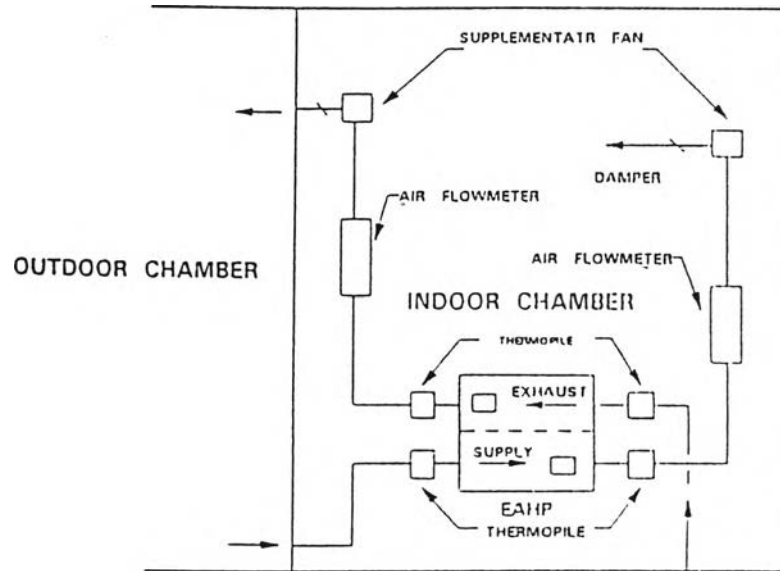 SUPPLEMENTAIR FAN
DAMPER
AIR FLOWMETER
OUTDOOR CHAMBER
AIR FLOWMETER
INDOOR CHAMBER
THERMOPILE
EXHAUST
SUPPLY
EAHP
THERMOPILE